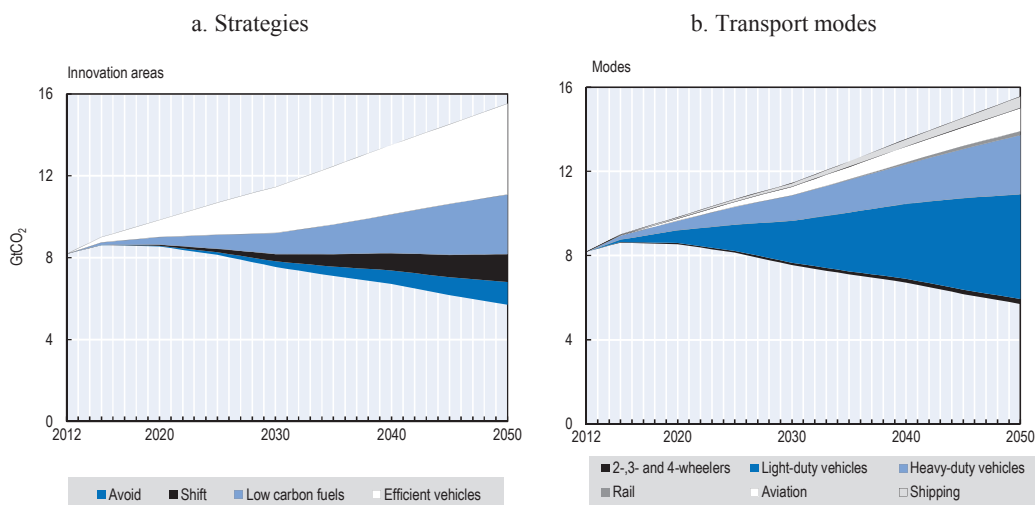 a. Strategies
Innovation areas
16
12
8
4
0
GtCO2
2012 2020 2030 2040 2050
Avoid Shift Low carbon fuels Efficient vehicles
b. Transport modes
Modes
16
12
8
4
0
2012 2020 2030 2040 2050
2-,3- and 4-wheelers Light-duty vehicles Heavy-duty vehicles
Rail Aviation Shipping